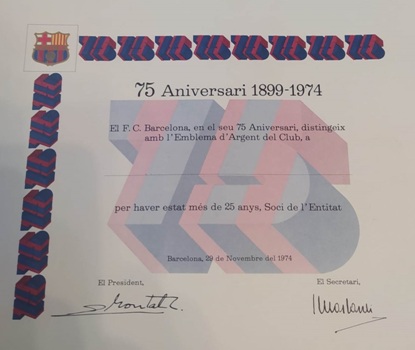 75 Aniversari 1899-1974
El F. C. Barcelona, en el seu 75 Aniversari, distingeix
amb l'Emblema d'Argent del Club, a
per haver estat més de 25 anys, Soci de l'Entitat
Barcelona, 29 de Novembre del 1974
El President,
El Secretari,